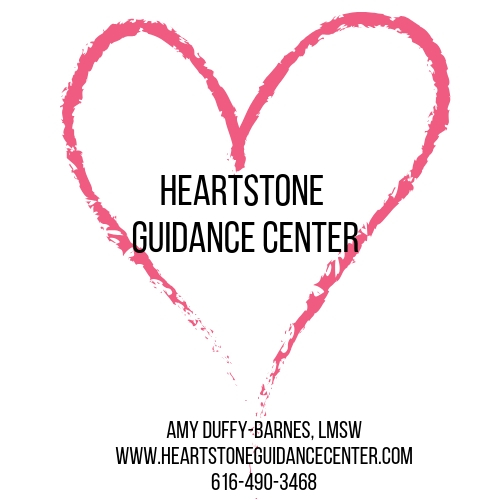 HEARTSTONE
GUIDANCE CENTER
AMY DUFFY-BARNES, LMSW
WWW.HEARTSTONEGUIDANCECENTER.COM
616-490-3468